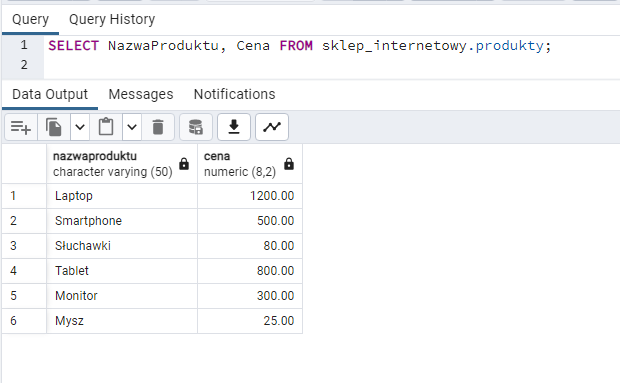 Query Query History
1 SELECT NazwaProduktu, Cena FROM sklep_internetowy.produkty;
2
Data Output Messages Notifications
nazwaproduktu cena
character varying (50) numeric (8,2)
1 Laptop 1200.00
2 Smartphone 500.00
3 Słuchawki 80.00
4 Tablet 800.00
5 Monitor 300.00
6 Mysz 25.00